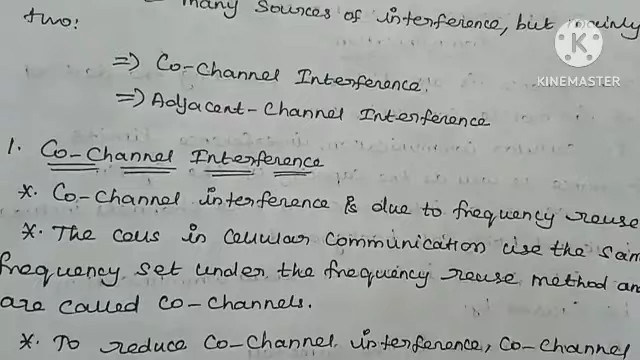 many sources of interference, but mainly
two:
⇒ Co-Channel Interference.
⇒ Adjacent-Channel Interference
1. Co-Channel Interference
*. Co-Channel interference is due to frequency reuse
*. The cells in cellular communication use the sam
frequency set under the frequency reuse method an
are called co-channels.
*. To reduce Co-Channel interference, Co-Channel
K
KINEMASTER